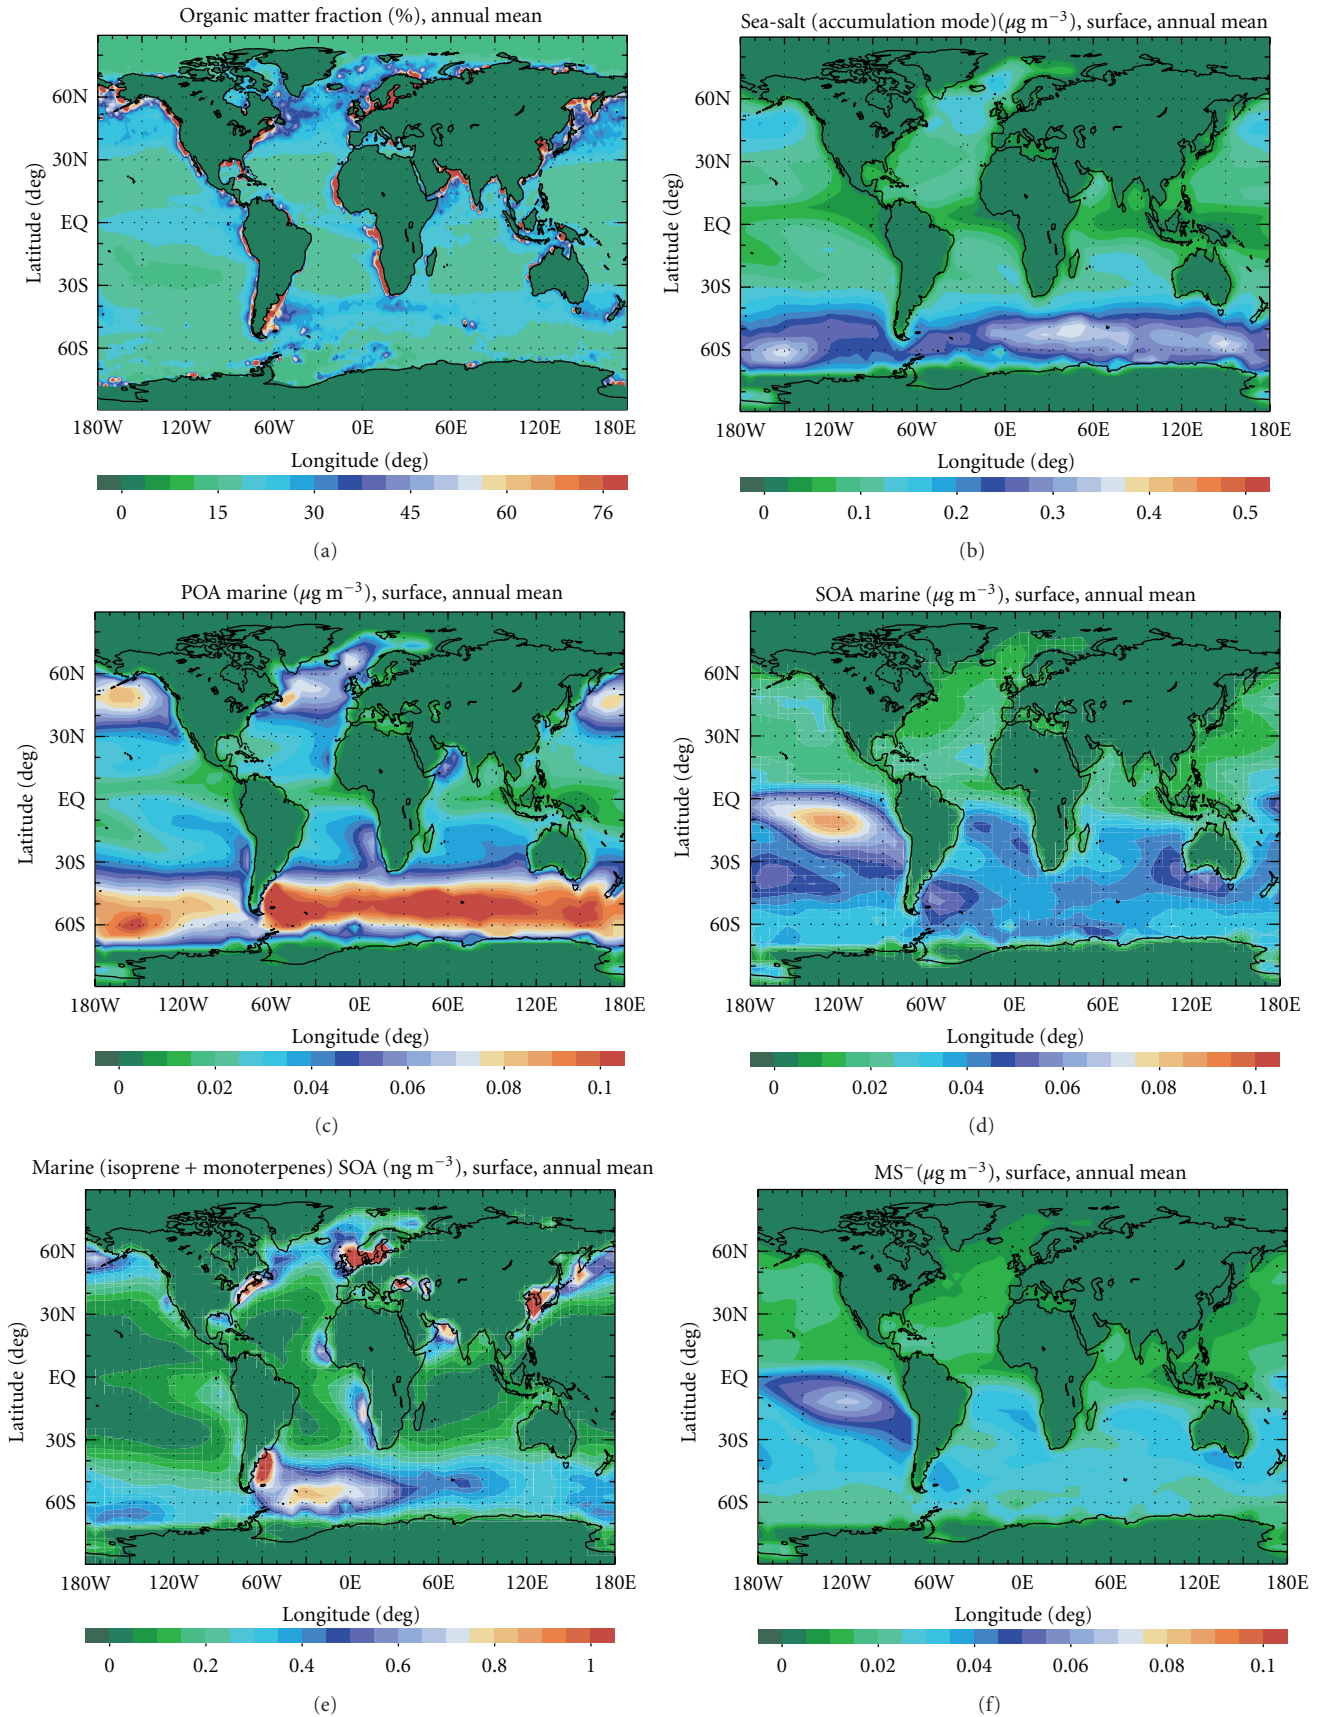 Organic matter fraction (%), annual mean
Latitude (deg)
60N
30N
EQ
30S
60S
180W 120W 60W 0E 60E 120E 180E
Longitude (deg)
0 15 30 45 60 76
(a)
Sea-salt (accumulation mode)(μg m−3), surface, annual mean
Latitude (deg)
60N
30N
EQ
30S
60S
180W 120W 60W 0E 60E 120E 180E
Longitude (deg)
0 0.1 0.2 0.3 0.4 0.5
(b)
POA marine (μg m−3), surface, annual mean
Latitude (deg)
60N
30N
EQ
30S
60S
180W 120W 60W 0E 60E 120E 180E
Longitude (deg)
0 0.02 0.04 0.06 0.08 0.1
(c)
SOA marine (μg m−3), surface, annual mean
Latitude (deg)
60N
30N
EQ
30S
60S
180W 120W 60W 0E 60E 120E 180E
Longitude (deg)
0 0.02 0.04 0.06 0.08 0.1
(d)
Marine (isoprene + monoterpenes) SOA (ng m−3), surface, annual mean
Latitude (deg)
60N
30N
EQ
30S
60S
180W 120W 60W 0E 60E 120E 180E
Longitude (deg)
0 0.2 0.4 0.6 0.8 1
(e)
MS−(μg m−3), surface, annual mean
Latitude (deg)
60N
30N
EQ
30S
60S
180W 120W 60W 0E 60E 120E 180E
Longitude (deg)
0 0.02 0.04 0.06 0.08 0.1
(f)